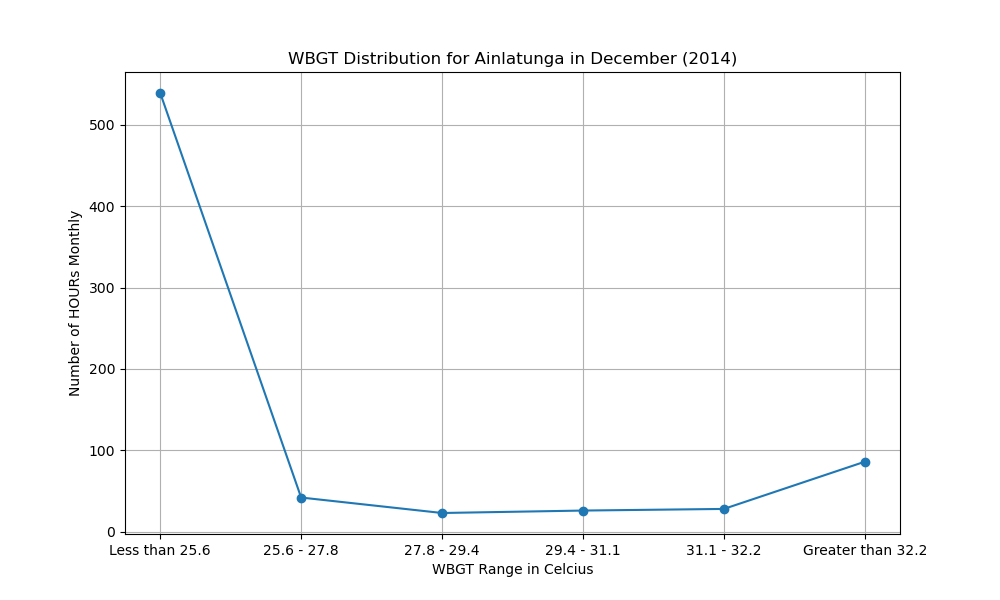 WBGT Distribution for Ainlatunga in December (2014)
Number of HOURs Monthly
500
400
300
200
100
0
Less than 25.6 25.6 - 27.8 27.8 - 29.4 29.4 - 31.1 31.1 - 32.2 Greater than 32.2
WBGT Range in Celcius